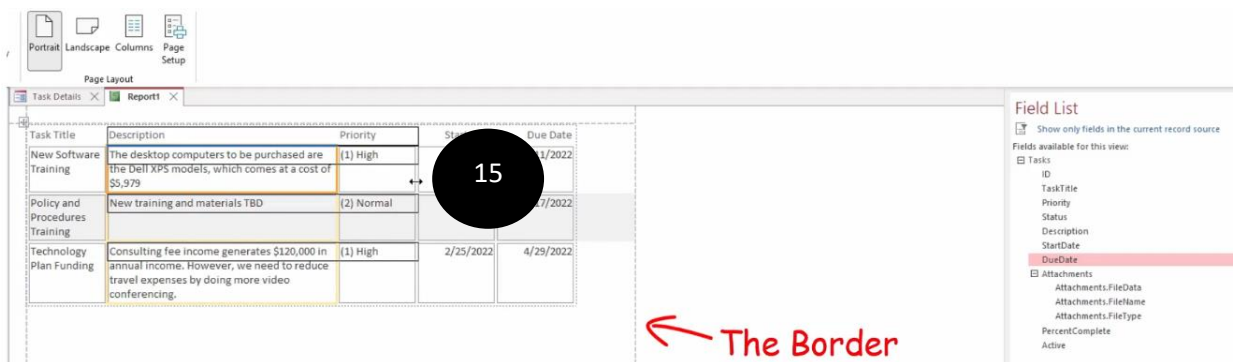 Portrait Landscape Columns Page Setup
Page Layout
Task Details Report1
Task Title Description Priority Due Date
New Software Training
The desktop computers to be purchased are the Dell XPS models, which comes at a cost of $5,979
(1) High
15
Policy and Procedures Training
New training and materials TBD
(2) Normal
Technology Plan Funding
Consulting fee income generates $120,000 in annual income. However, we need to reduce travel expenses by doing more video conferencing.
(1) High
2/25/2022
4/29/2022
The Border
Field List
Show only fields in the current record source
Fields available for this view:
Tasks
ID
TaskTitle
Priority
Status
Description
StartDate
DueDate
Attachments
Attachments.FileData
Attachments.FileName
Attachments.FileType
PercentComplete
Active